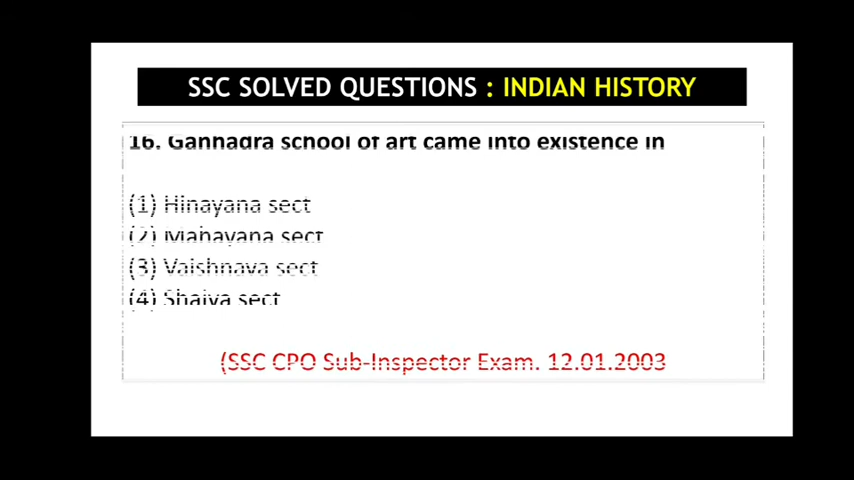 SSC SOLVED QUESTIONS : INDIAN HISTORY
16. Ganhadra school of art came into existence in
(1) Hinayana sect
(2) Mahayana sect
(3) Vaishnava sect
(4) Shaiva sect
(SSC CPO Sub-Inspector Exam. 12.01.2003